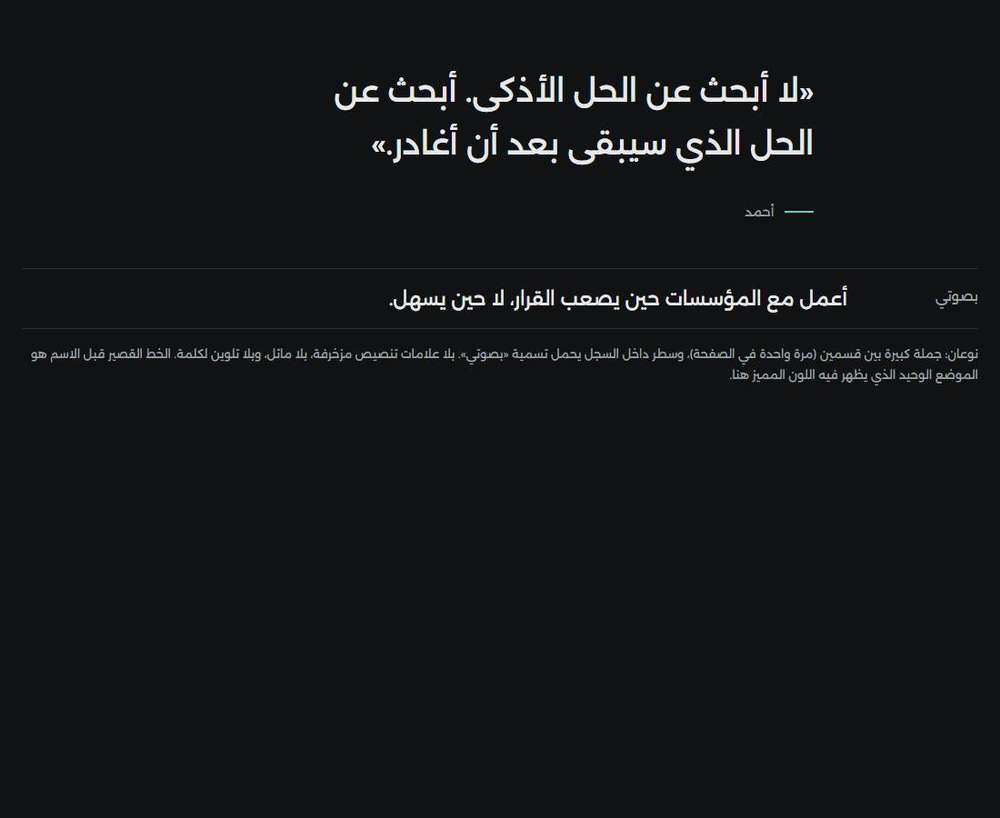 «لا أبحث عن الحل الأذكى. أبحث عن
الحل الذي سيبقى بعد أن أغادر.»
أحمد
بصوتي
أعمل مع المؤسسات حين يصعب القرار، لا حين يسهل.
نوعان: جملة كبيرة بين قسمين (مرة واحدة في الصفحة)، وسطر داخل السجل يحمل تسمية «بصوتي». بلا علامات تنصيص مزخرفة، بلا مائل، وبلا تلوين لكلمة. الخط القصير قبل الاسم هو
الموضع الوحيد الذي يظهر فيه اللون المميز هنا.